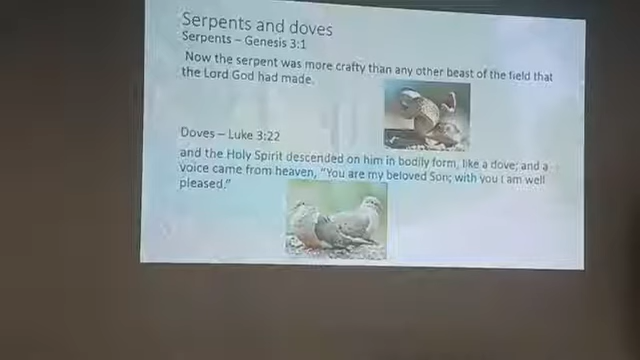 Serpents and doves
Serpents – Genesis 3:1
Now the serpent was more crafty than any other beast of the field that
the Lord God had made.
Doves – Luke 3:22
and the Holy Spirit descended on him in bodily form, like a dove; and a
voice came from heaven, “You are my beloved Son; with you I am well
pleased.”